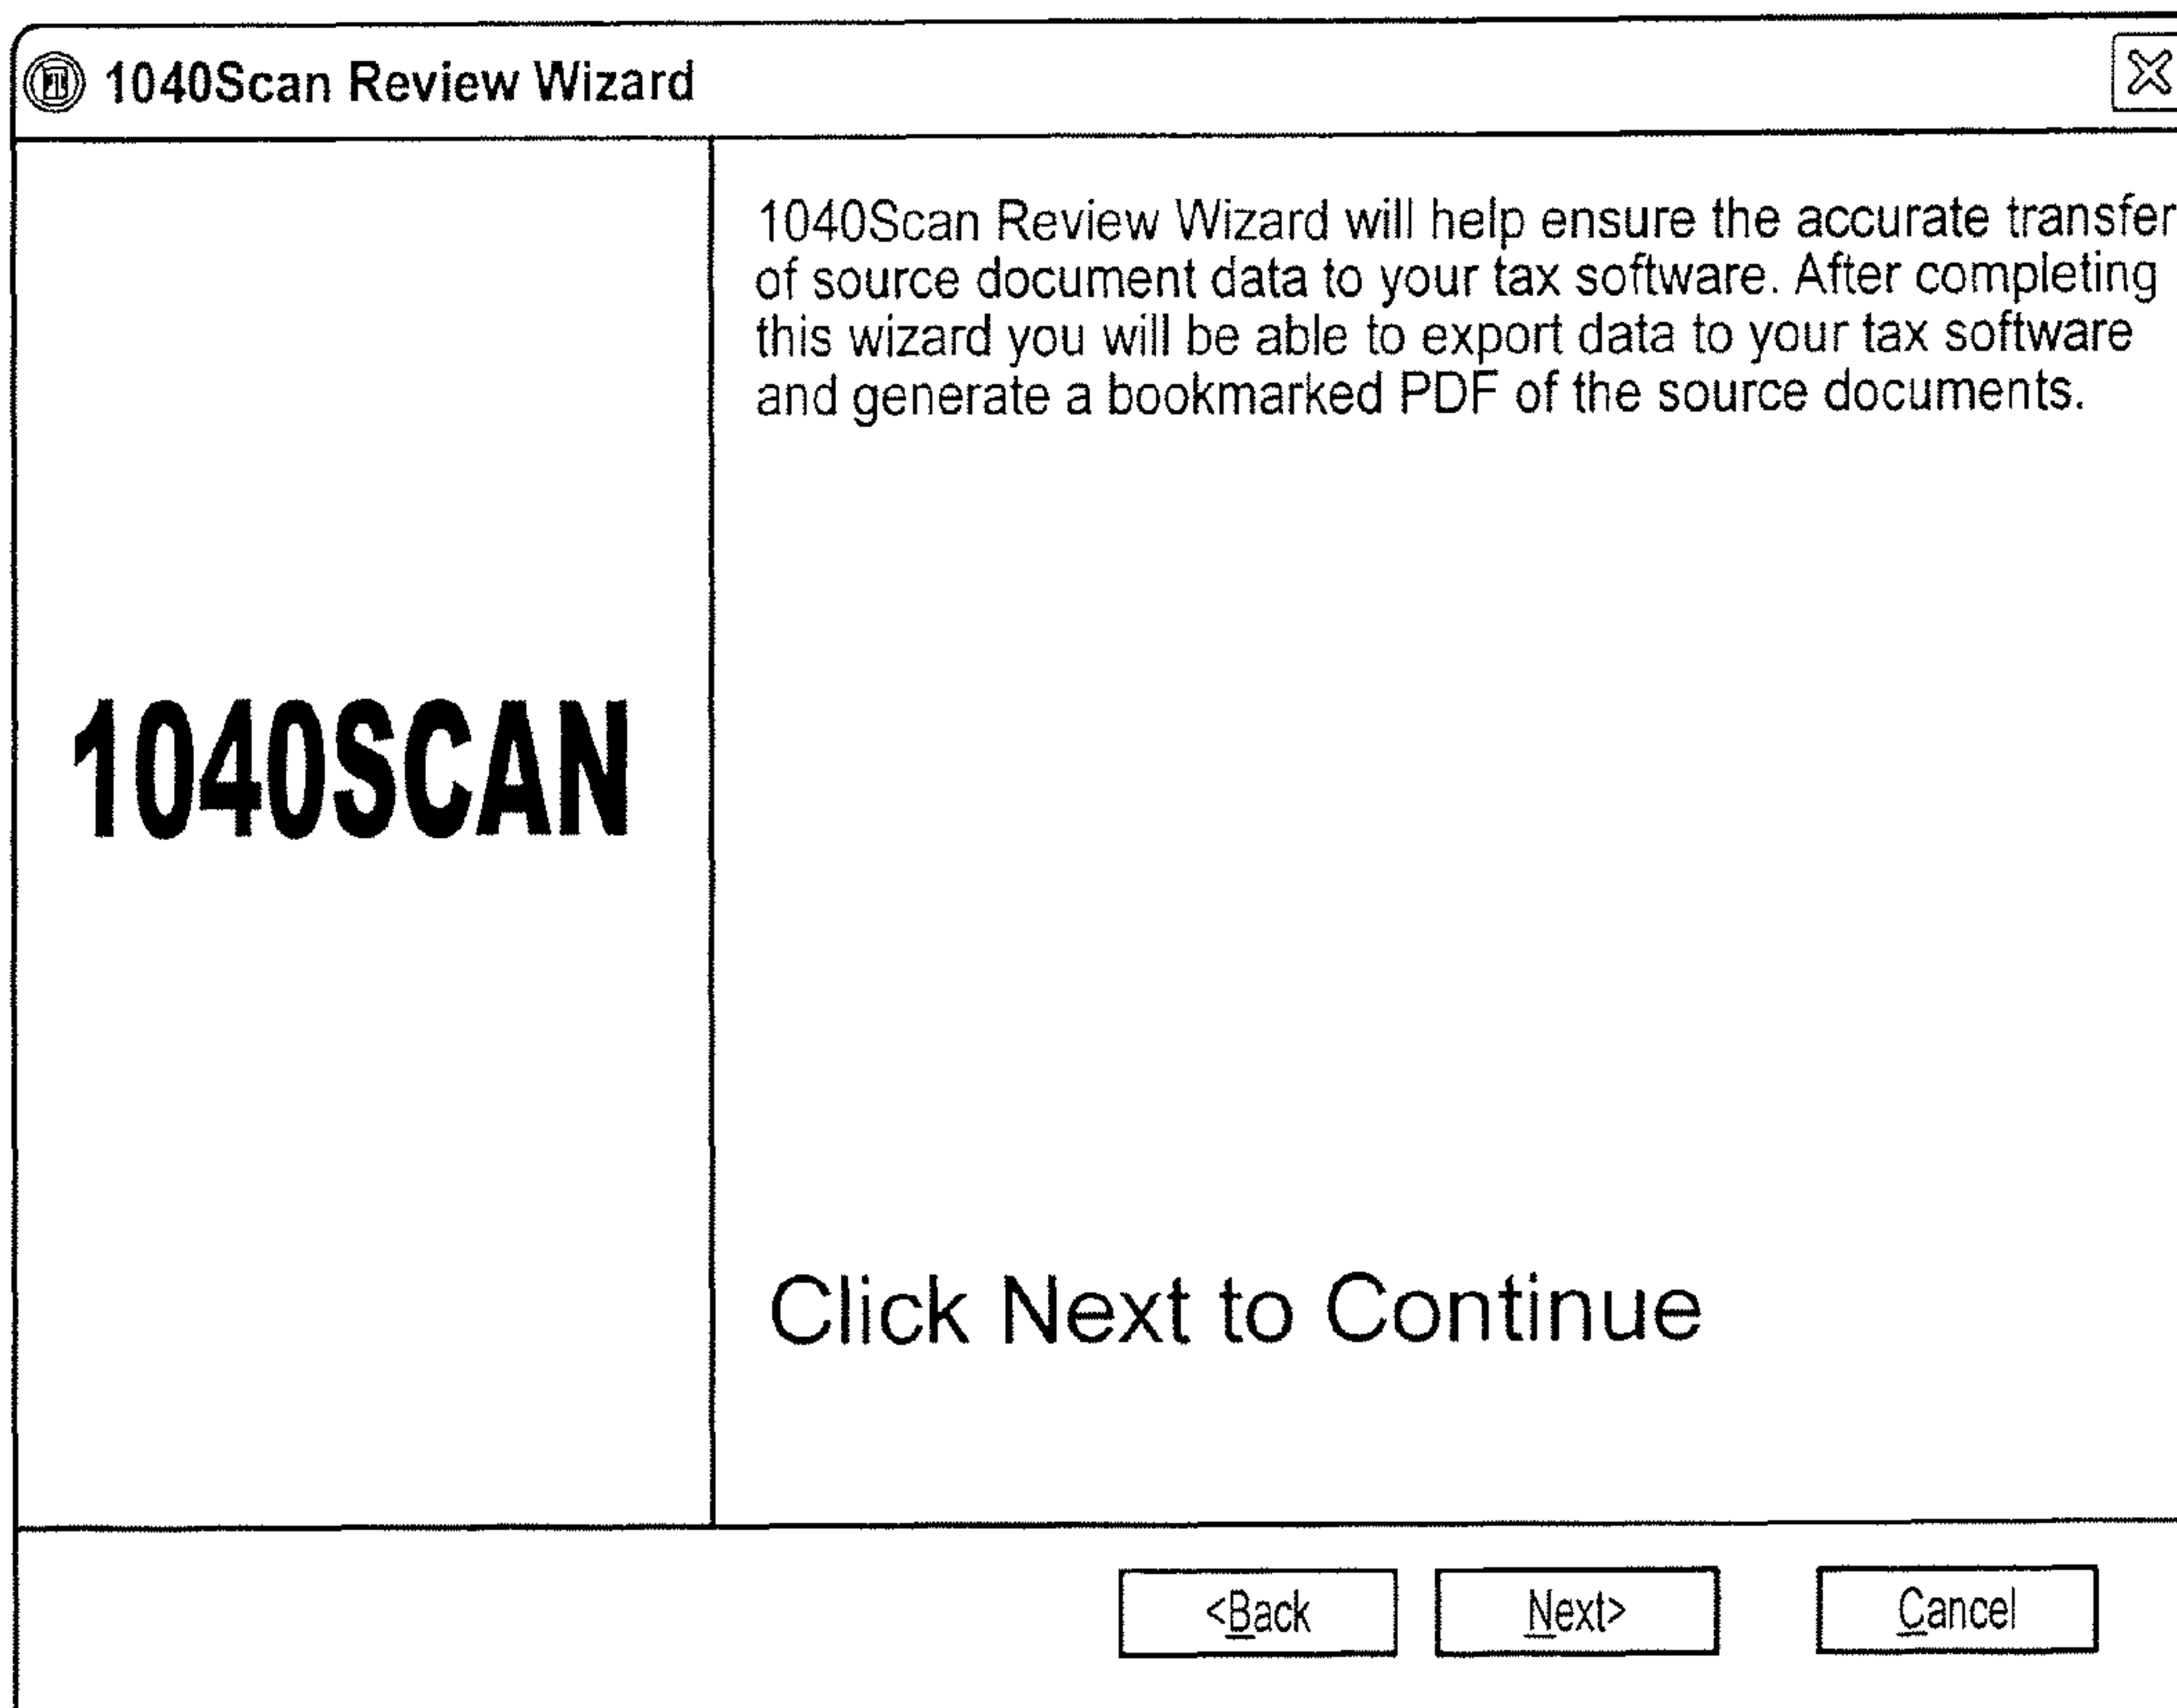 1040Scan Review Wizard
1040Scan Review Wizard will help ensure the accurate transfer
of source document data to your tax software. After completing
this wizard you will be able to export data to your tax software
and generate a bookmarked PDF of the source documents.
1040SCAN
Click Next to Continue
<Back
Next>
Cancel